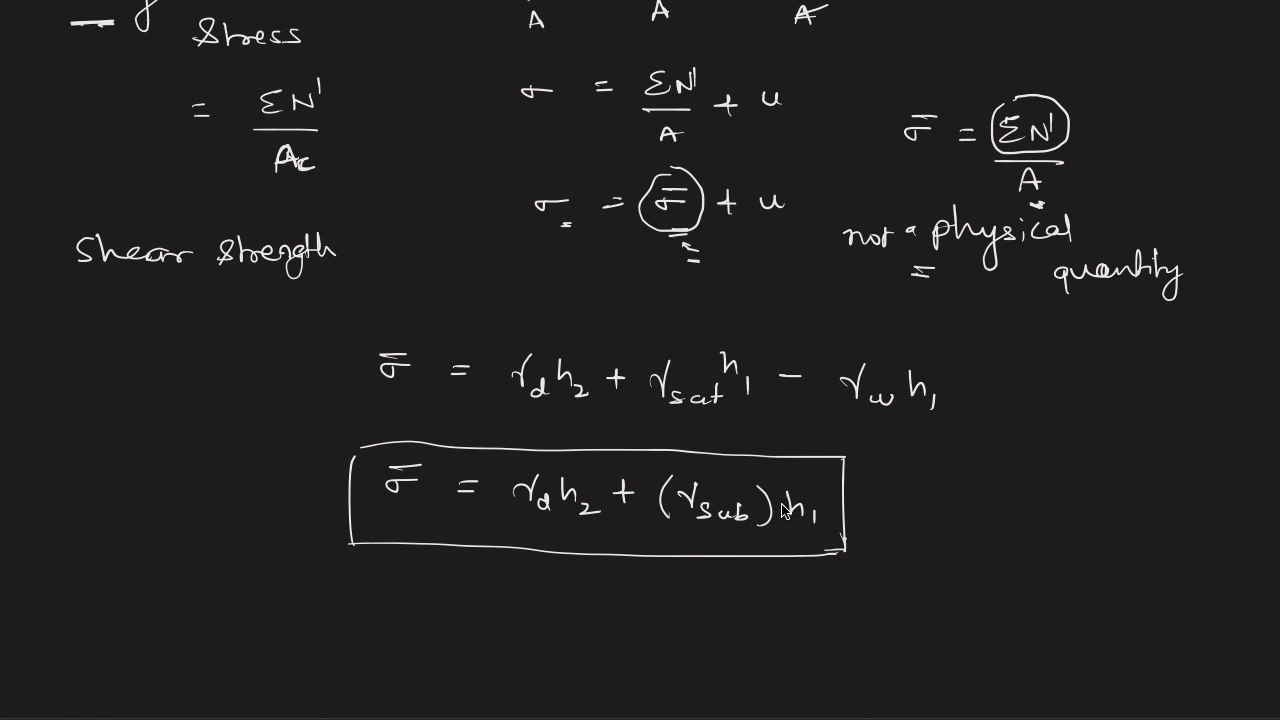 A A A
Stress
= ΣN' / Ac
σ = ΣN' / A + u
σ̄ = ΣN' / A
σ = σ̄ + u
not a physical
quantity
Shear Strength
σ̄ = γd h2 + γsat h1 - γw h1
σ̄ = γd h2 + (γsub) h1